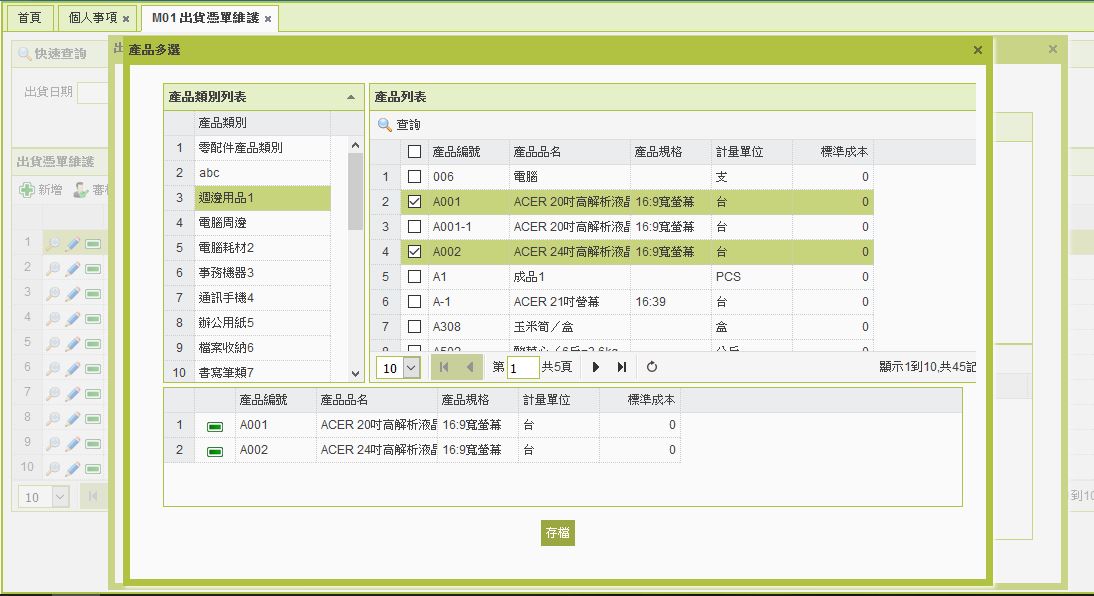 首頁 個人事項 M01 出貨憑單維護
快速查詢
出貨日期
出貨憑單維護
新增
1
2
3
4
5
6
7
8
9
10
10
產品多選
產品類別列表
產品類別
1 零配件產品類別
2 abc
3 週邊用品1
4 電腦周邊
5 電腦耗材2
6 事務機器3
7 通訊手機4
8 辦公用紙5
9 檔案收納6
10 書寫筆類7
產品列表
查詢
產品編號 產品品名 產品規格 計量單位 標準成本
1 006 電腦 支 0
2 A001 ACER 20吋高解析液晶 16:9寬螢幕 台 0
3 A001-1 ACER 20吋高解析液晶 16:9寬螢幕 台 0
4 A002 ACER 24吋高解析液晶 16:9寬螢幕 台 0
5 A1 成品1 PCS 0
6 A-1 ACER 21吋螢幕 16:39 台 0
7 A308 玉米筍／盒 盒 0
10 第 1 共5頁 顯示1到10,共45記
產品編號 產品品名 產品規格 計量單位 標準成本
1 A001 ACER 20吋高解析液晶 16:9寬螢幕 台 0
2 A002 ACER 24吋高解析液晶 16:9寬螢幕 台 0
存檔
到10